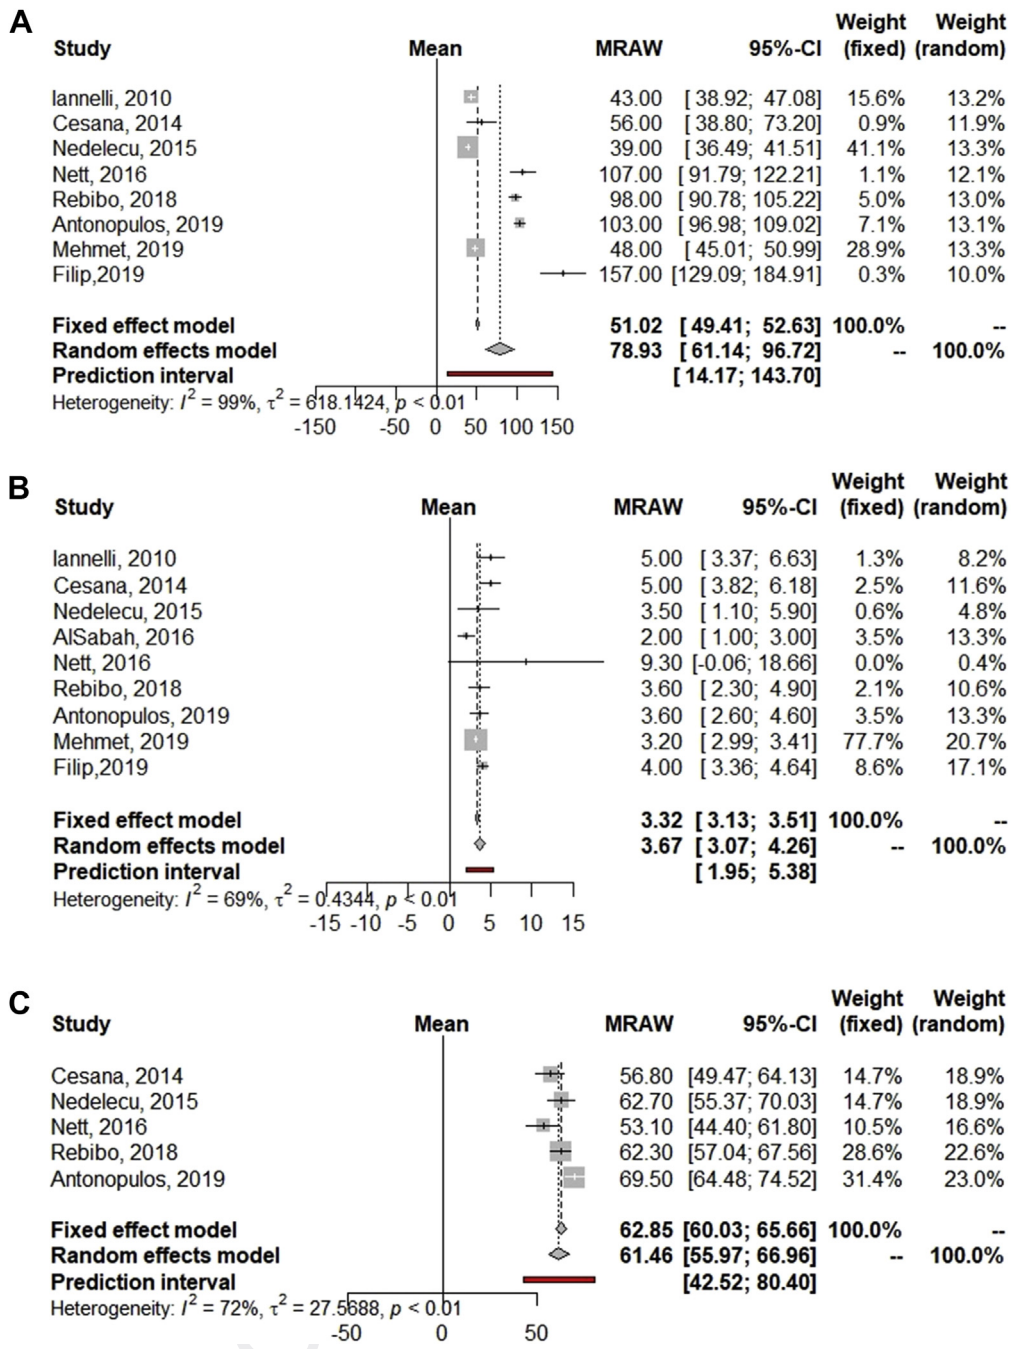 A
Weight Weight
Study Mean MRAW 95%-CI (fixed) (random)
Iannelli, 2010 43.00 [ 38.92; 47.08] 15.6% 13.2%
Cesana, 2014 56.00 [ 38.80; 73.20] 0.9% 11.9%
Nedelecu, 2015 39.00 [ 36.49; 41.51] 41.1% 13.3%
Nett, 2016 107.00 [ 91.79; 122.21] 1.1% 12.1%
Rebibo, 2018 98.00 [ 90.78; 105.22] 5.0% 13.0%
Antonopulos, 2019 103.00 [ 96.98; 109.02] 7.1% 13.1%
Mehmet, 2019 48.00 [ 45.01; 50.99] 28.9% 13.3%
Filip,2019 157.00 [129.09; 184.91] 0.3% 10.0%
Fixed effect model 51.02 [ 49.41; 52.63] 100.0% --
Random effects model 78.93 [ 61.14; 96.72] -- 100.0%
Prediction interval [ 14.17; 143.70]
Heterogeneity: I² = 99%, τ² = 618.1424, p < 0.01
-150 -50 0 50 100 150
B
Weight Weight
Study Mean MRAW 95%-CI (fixed) (random)
Iannelli, 2010 5.00 [ 3.37; 6.63] 1.3% 8.2%
Cesana, 2014 5.00 [ 3.82; 6.18] 2.5% 11.6%
Nedelecu, 2015 3.50 [ 1.10; 5.90] 0.6% 4.8%
AlSabah, 2016 2.00 [ 1.00; 3.00] 3.5% 13.3%
Nett, 2016 9.30 [-0.06; 18.66] 0.0% 0.4%
Rebibo, 2018 3.60 [ 2.30; 4.90] 2.1% 10.6%
Antonopulos, 2019 3.60 [ 2.60; 4.60] 3.5% 13.3%
Mehmet, 2019 3.20 [ 2.99; 3.41] 77.7% 20.7%
Filip,2019 4.00 [ 3.36; 4.64] 8.6% 17.1%
Fixed effect model 3.32 [ 3.13; 3.51] 100.0% --
Random effects model 3.67 [ 3.07; 4.26] -- 100.0%
Prediction interval [ 1.95; 5.38]
Heterogeneity: I² = 69%, τ² = 0.4344, p < 0.01
-15 -10 -5 0 5 10 15
C
Weight Weight
Study Mean MRAW 95%-CI (fixed) (random)
Cesana, 2014 56.80 [49.47; 64.13] 14.7% 18.9%
Nedelecu, 2015 62.70 [55.37; 70.03] 14.7% 18.9%
Nett, 2016 53.10 [44.40; 61.80] 10.5% 16.6%
Rebibo, 2018 62.30 [57.04; 67.56] 28.6% 22.6%
Antonopulos, 2019 69.50 [64.48; 74.52] 31.4% 23.0%
Fixed effect model 62.85 [60.03; 65.66] 100.0% --
Random effects model 61.46 [55.97; 66.96] -- 100.0%
Prediction interval [42.52; 80.40]
Heterogeneity: I² = 72%, τ² = 27.5688, p < 0.01
-50 0 50